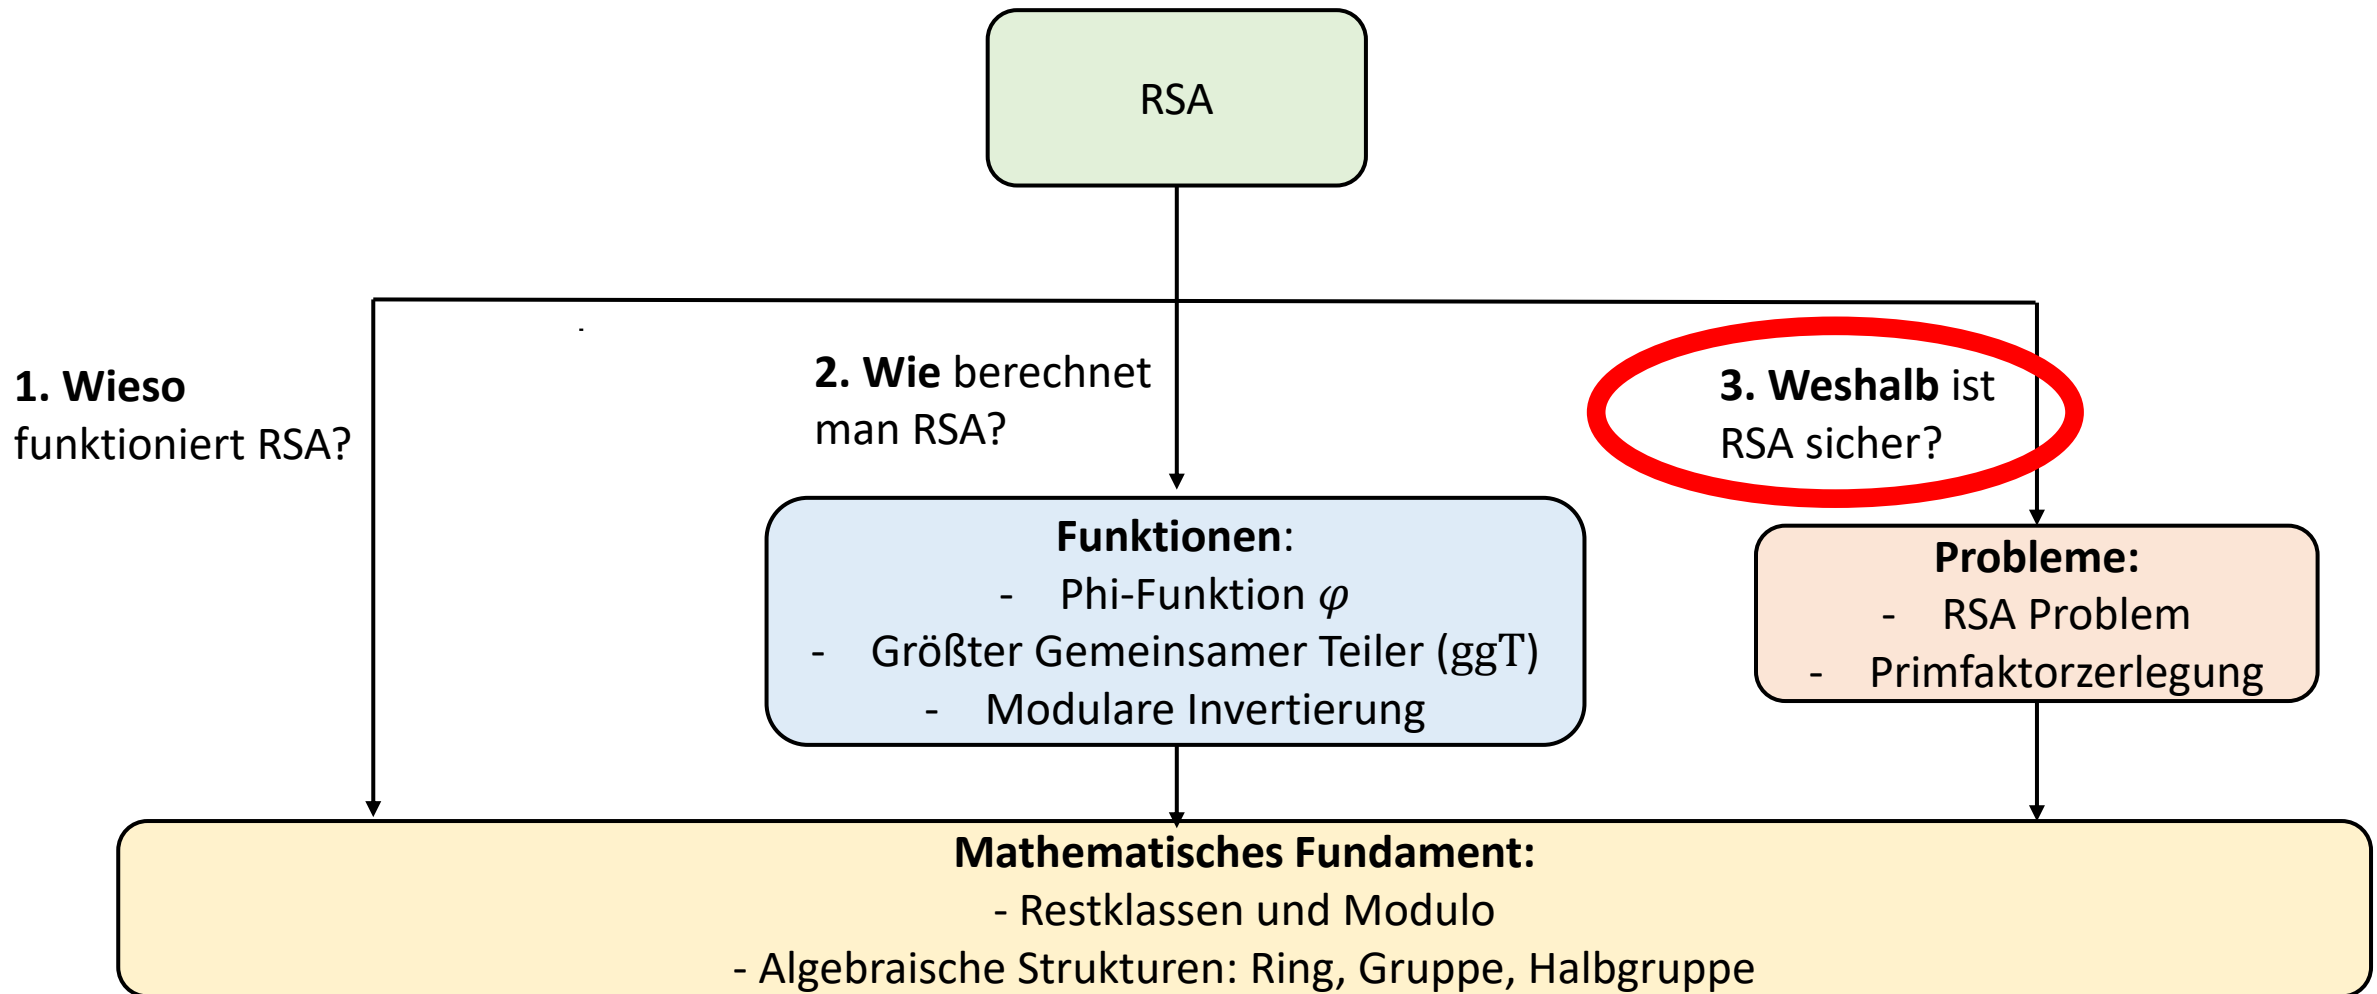 RSA
1. Wieso
funktioniert RSA?
2. Wie berechnet
man RSA?
3. Weshalb ist
RSA sicher?
Funktionen:
- Phi-Funktion φ
- Größter Gemeinsamer Teiler (ggT)
- Modulare Invertierung
Probleme:
- RSA Problem
- Primfaktorzerlegung
Mathematisches Fundament:
- Restklassen und Modulo
- Algebraische Strukturen: Ring, Gruppe, Halbgruppe